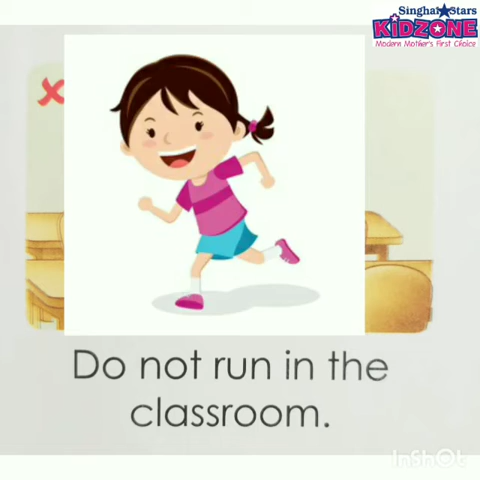 Singhal Stars
KiDZONE
Modern Mother's First Choice
Do not run in the
classroom.
InShOt